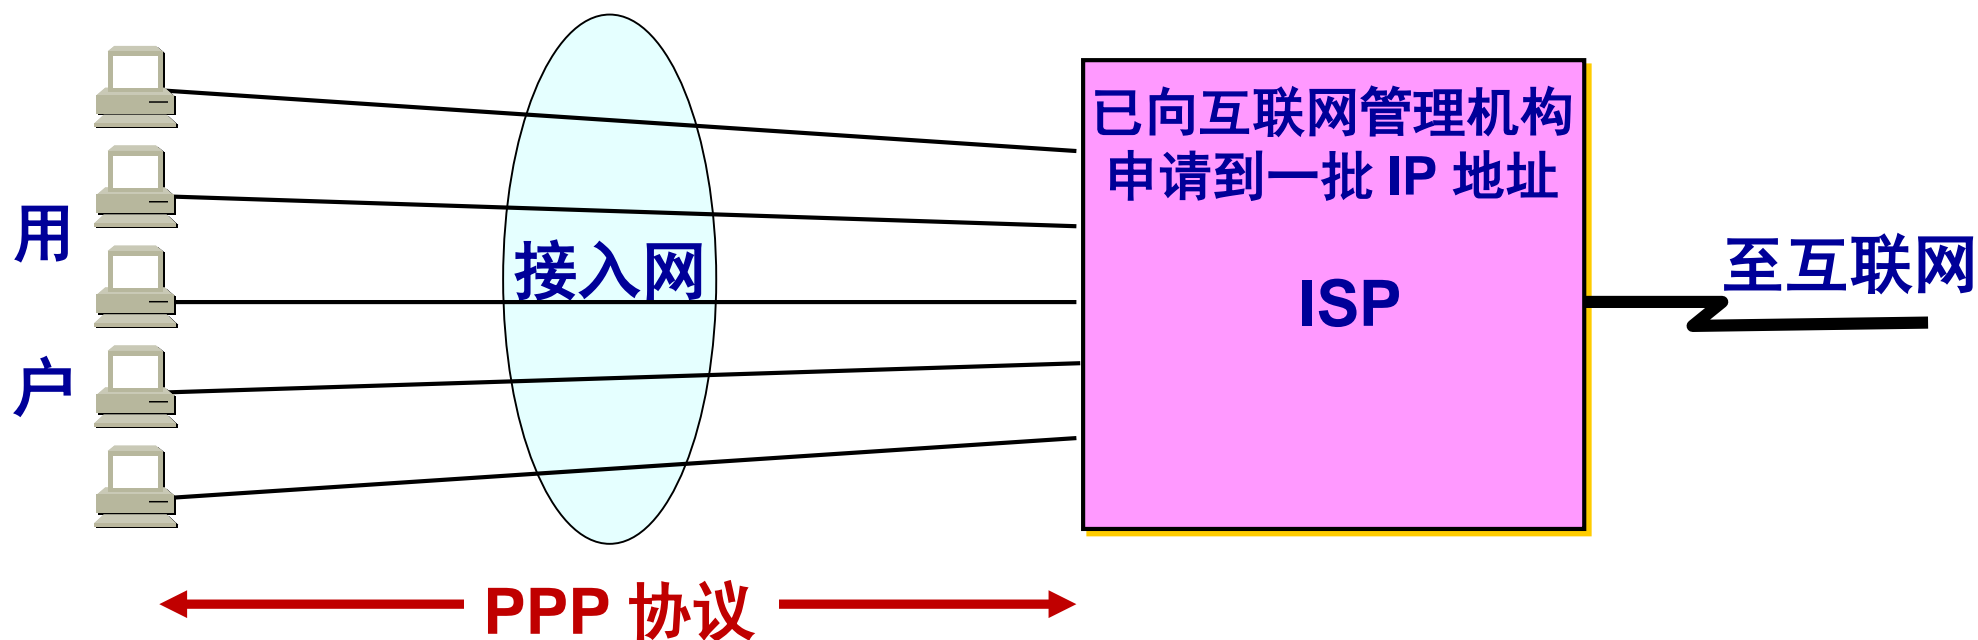 已向互联网管理机构
申请到一批 IP 地址
用
户
接入网
ISP
至互联网
PPP 协议